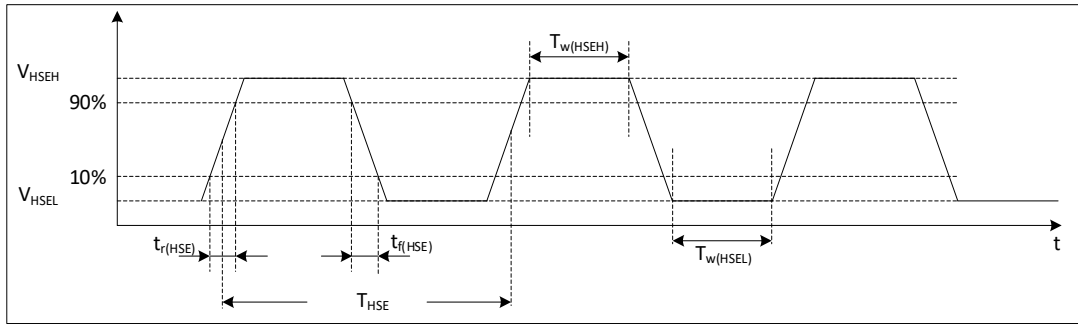 T_w(HSEH)
V_HSEH
90%
10%
V_HSEL
t_r(HSE)
t_f(HSE)
t
T_w(HSEL)
T_HSE